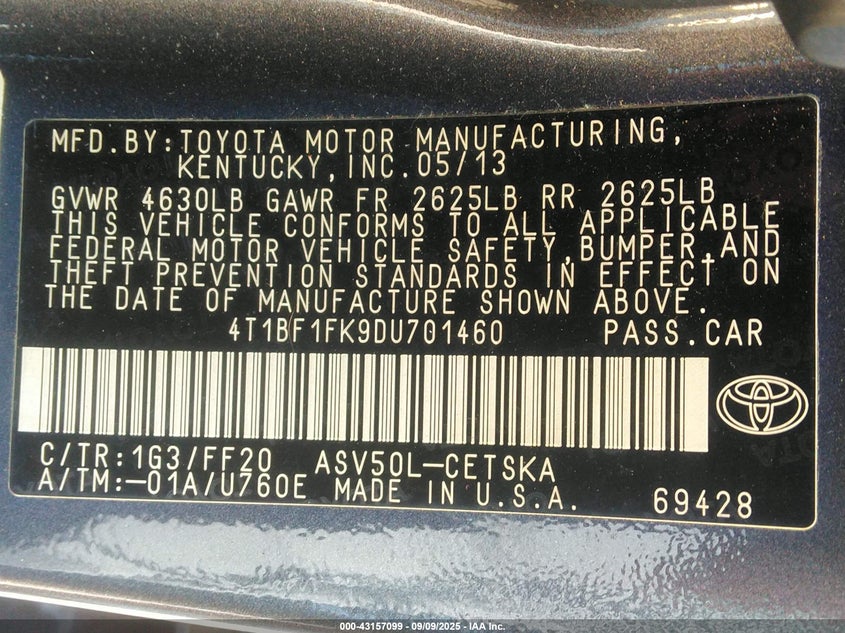 MFD.BY:TOYOTA MOTOR MANUFACTURING,
KENTUCKY,INC.05/13
GVWR 4630LB GAWR FR 2625LB RR 2625LB
THIS VEHICLE CONFORMS TO ALL APPLICABLE
FEDERAL MOTOR VEHICLE SAFETY,BUMPER,AND
THEFT PREVENTION STANDARDS IN EFFECT ON
THE DATE OF MANUFACTURE SHOWN ABOVE.
4T1BF1FK9DU701460 PASS.CAR
C/TR:1G3/FF20 ASV50L-CETSKA
A/TM:-01A/U760E MADE IN U.S.A. 69428
000-43157099 - 09/09/2025 - IAA Inc.